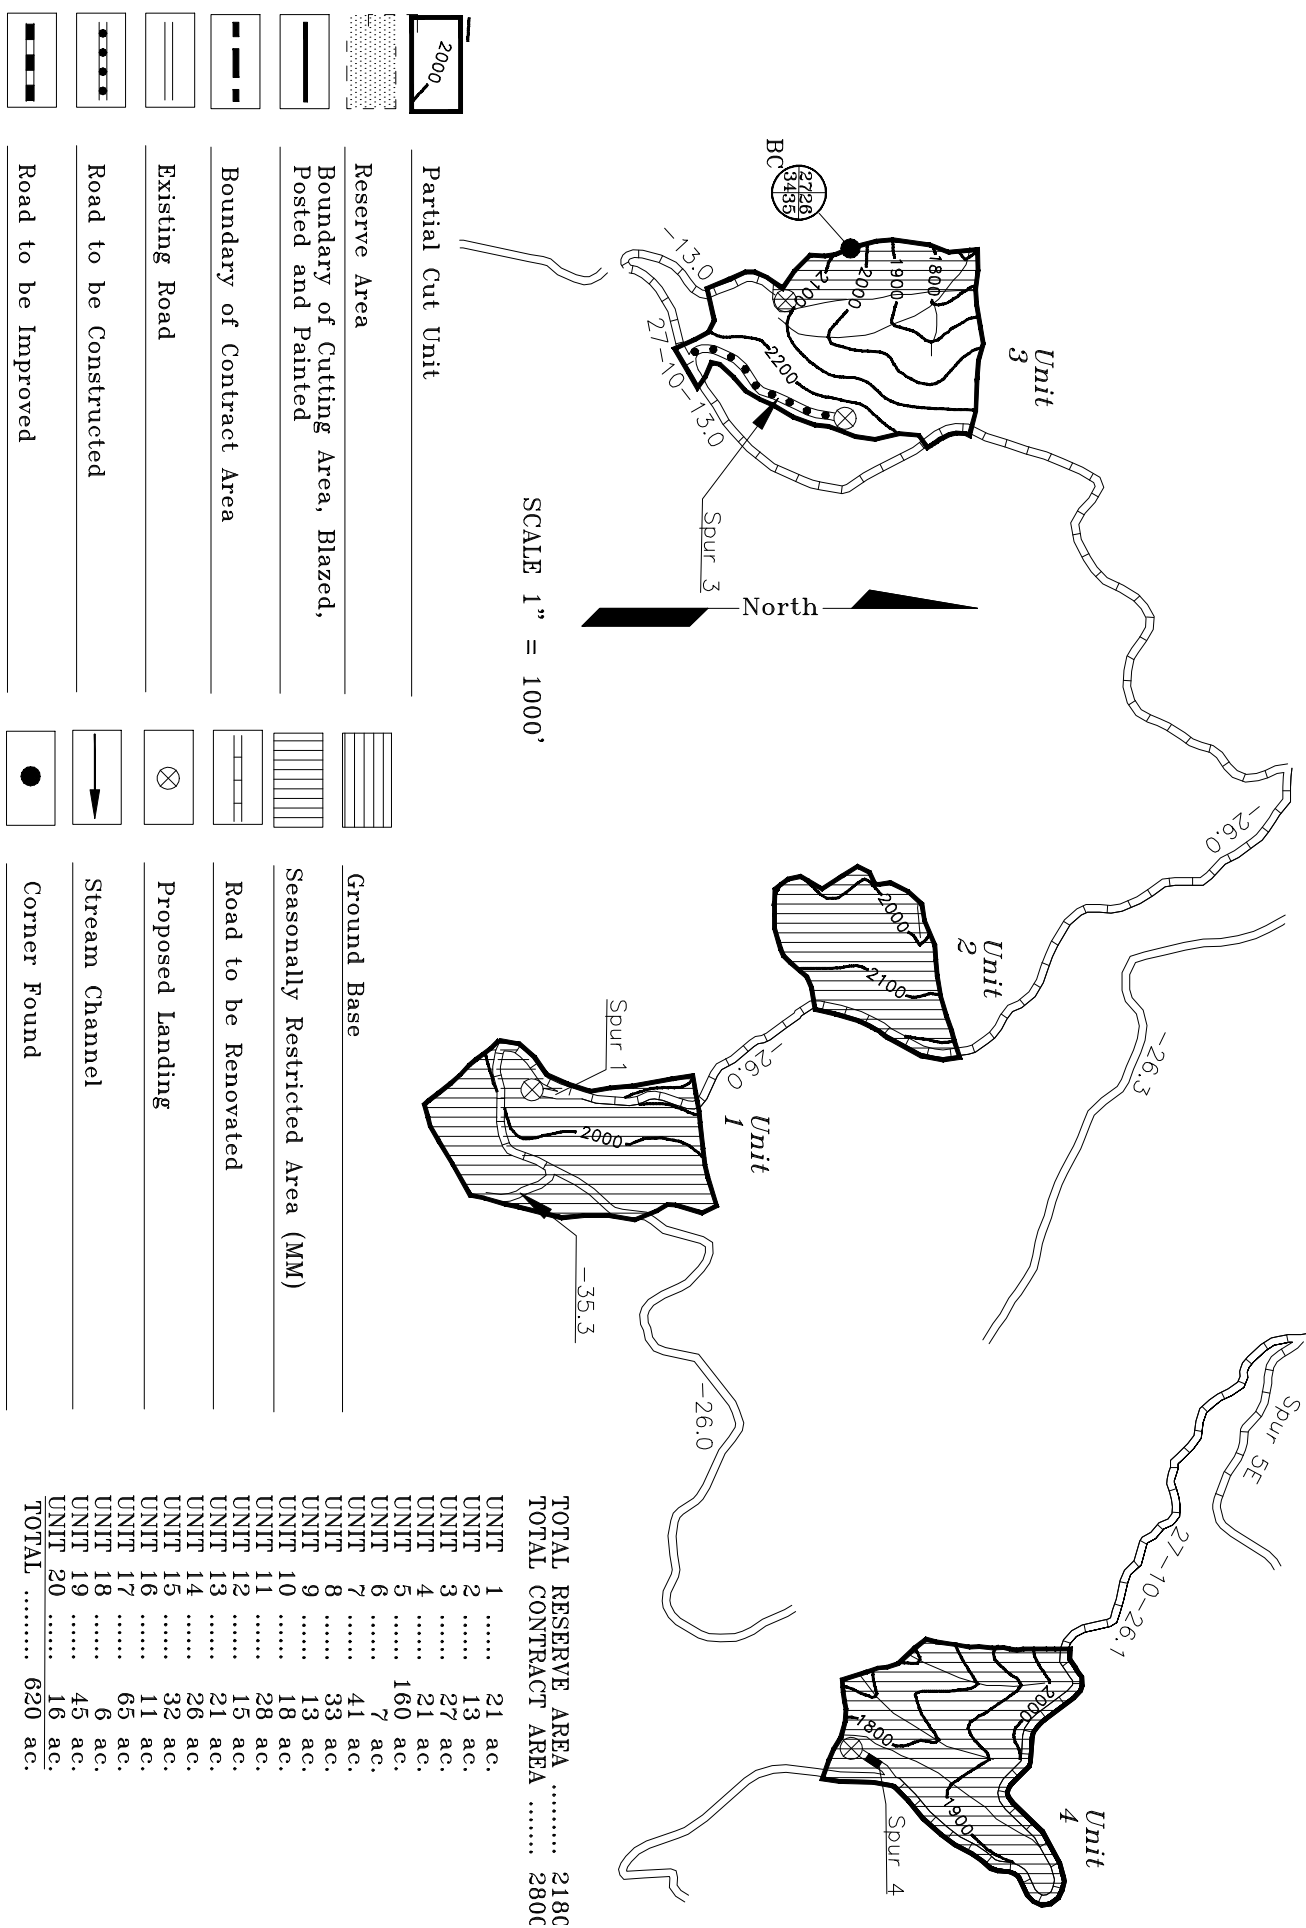 Unit
3
1800
1900
2000
2100
2200
2726
3435
BC
-13.0
27-10-13.0
Spur 3
North
SCALE 1" = 1000'
-26.0
-26.3
Unit
2
2000
2100
-26.0
Unit
1
Spur 1
2000
-35.3
-26.0
Spur 5E
27-10-26.1
Unit
4
2000
1800
1900
Spur 4
2000
Partial Cut Unit
Reserve Area
Boundary of Cutting Area, Blazed,
Posted and Painted
Boundary of Contract Area
Existing Road
Road to be Constructed
Road to be Improved
Ground Base
Seasonally Restricted Area (MM)
Road to be Renovated
Proposed Landing
Stream Channel
Corner Found
TOTAL RESERVE AREA ......... 2180
TOTAL CONTRACT AREA ....... 2800
UNIT 1 ...... 21 ac.
UNIT 2 ...... 13 ac.
UNIT 3 ...... 27 ac.
UNIT 4 ...... 21 ac.
UNIT 5 ...... 160 ac.
UNIT 6 ...... 7 ac.
UNIT 7 ...... 41 ac.
UNIT 8 ...... 33 ac.
UNIT 9 ...... 13 ac.
UNIT 10 ...... 18 ac.
UNIT 11 ...... 28 ac.
UNIT 12 ...... 15 ac.
UNIT 13 ...... 21 ac.
UNIT 14 ...... 26 ac.
UNIT 15 ...... 32 ac.
UNIT 16 ...... 11 ac.
UNIT 17 ...... 65 ac.
UNIT 18 ...... 6 ac.
UNIT 19 ...... 45 ac.
UNIT 20 ...... 16 ac.
TOTAL ........ 620 ac.